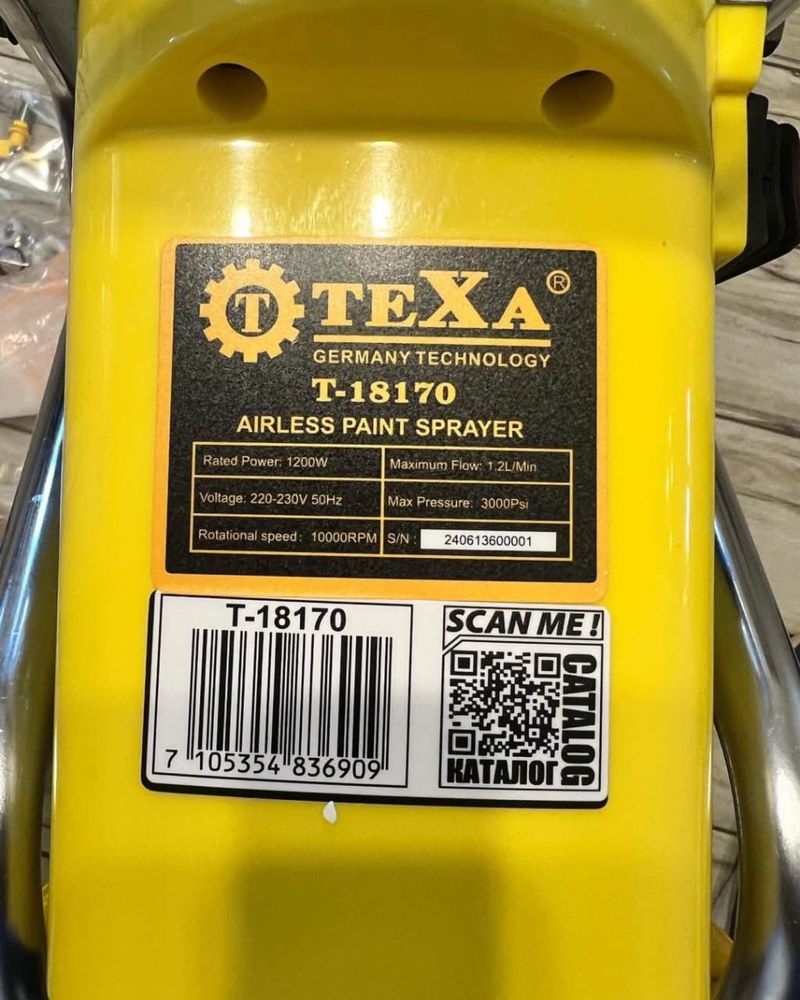 T TEXA ®
GERMANY TECHNOLOGY
T-18170
AIRLESS PAINT SPRAYER
Rated Power: 1200W
Maximum Flow: 1.2L/Min
Voltage: 220-230V 50Hz
Max Pressure: 3000Psi
Rotational speed: 10000RPM
S/N : 240613600001
T-18170
7 105354 836909
SCAN ME!
CATALOG
КАТАЛОГ